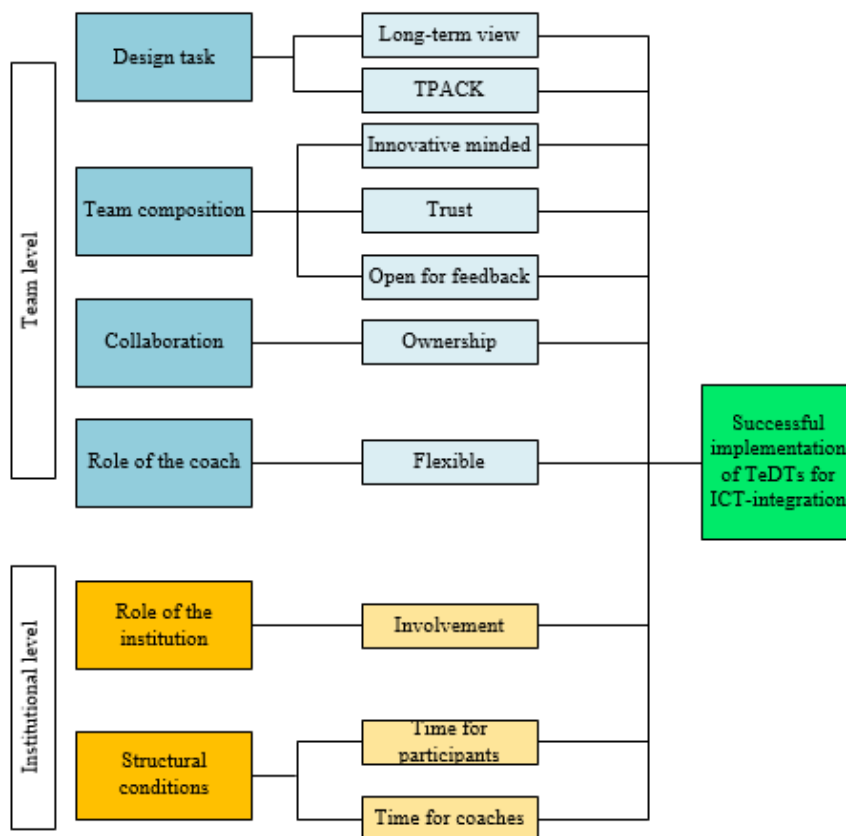 Team level
Design task
Long-term view
TPACK
Team composition
Innovative minded
Trust
Open for feedback
Collaboration
Ownership
Role of the coach
Flexible
Institutional level
Role of the
institution
Involvement
Structural
conditions
Time for
participants
Time for coaches
Successful
implementation
of TeDTs for
ICT-integration